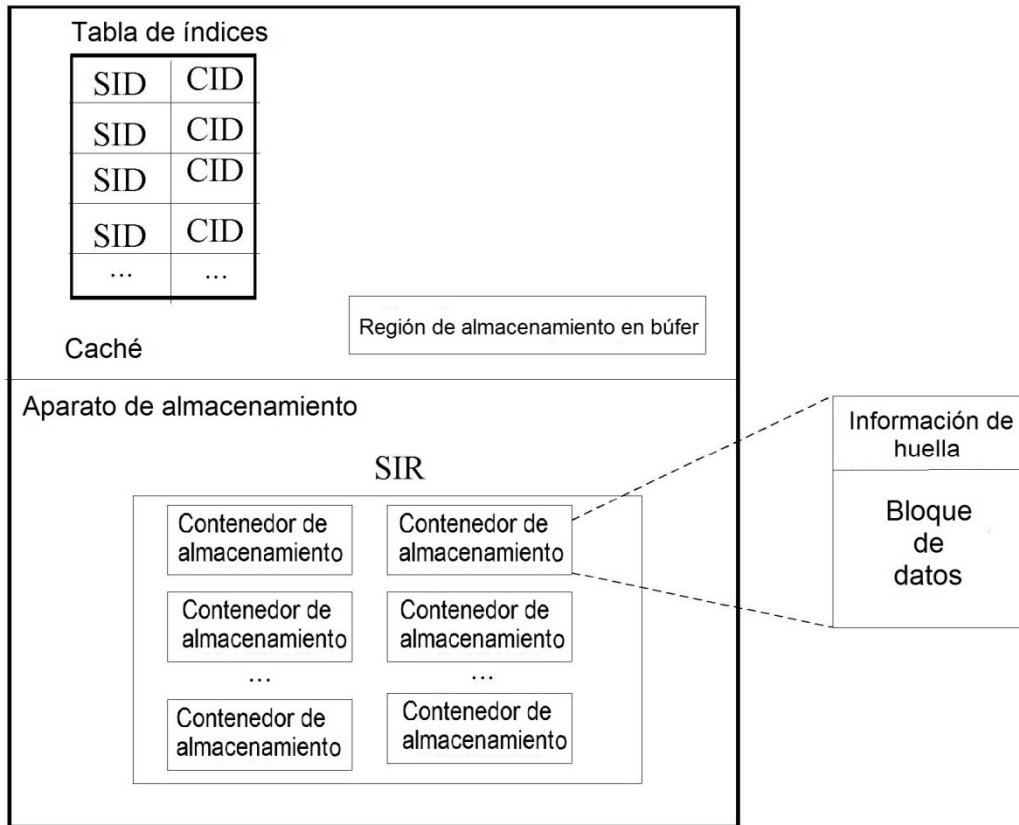 Tabla de índices
SID CID
SID CID
SID CID
SID CID
... ...
Región de almacenamiento en búfer
Caché
Aparato de almacenamiento
SIR
Contenedor de
almacenamiento
Contenedor de
almacenamiento
Contenedor de
almacenamiento
Contenedor de
almacenamiento
... ...
Contenedor de
almacenamiento
Contenedor de
almacenamiento
Información de
huella
Bloque
de
datos